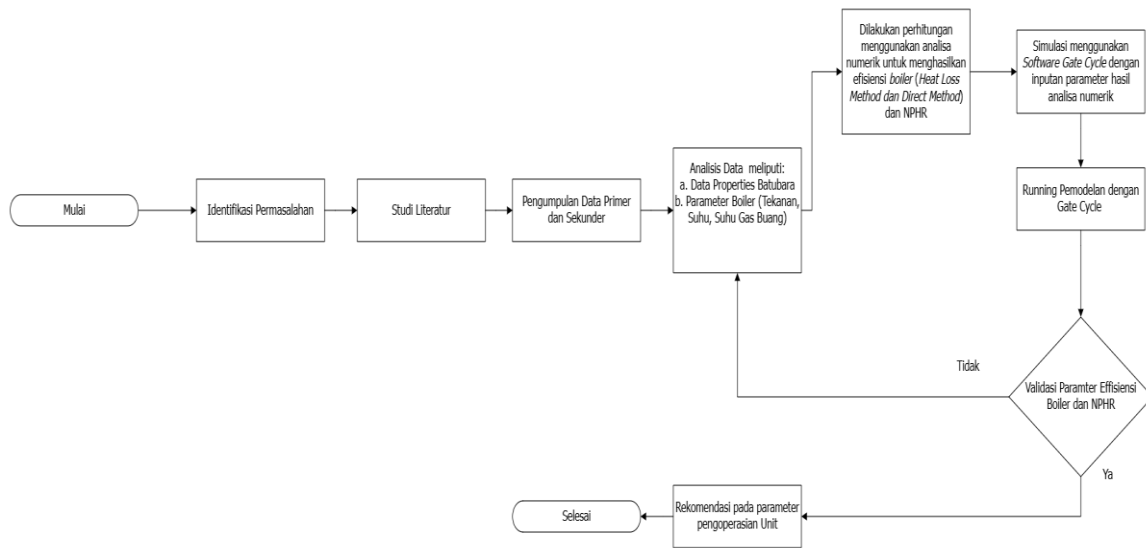 Mulai
Identifikasi Permasalahan
Studi Literatur
Pengumpulan Data Primer
dan Sekunder
Analisis Data meliputi:
a. Data Properties Batubara
b. Parameter Boiler (Tekanan,
Suhu, Suhu Gas Buang)
Dilakukan perhitungan
menggunakan analisa
numerik untuk menghasilkan
efisiensi boiler (Heat Loss
Method dan Direct Method)
dan NPHR
Simulasi menggunakan
Software Gate Cycle dengan
inputan parameter hasil
analisa numerik
Running Pemodelan dengan
Gate Cycle
Validasi Paramter Effisiensi
Boiler dan NPHR
Tidak
Ya
Rekomendasi pada parameter
pengoperasian Unit
Selesai